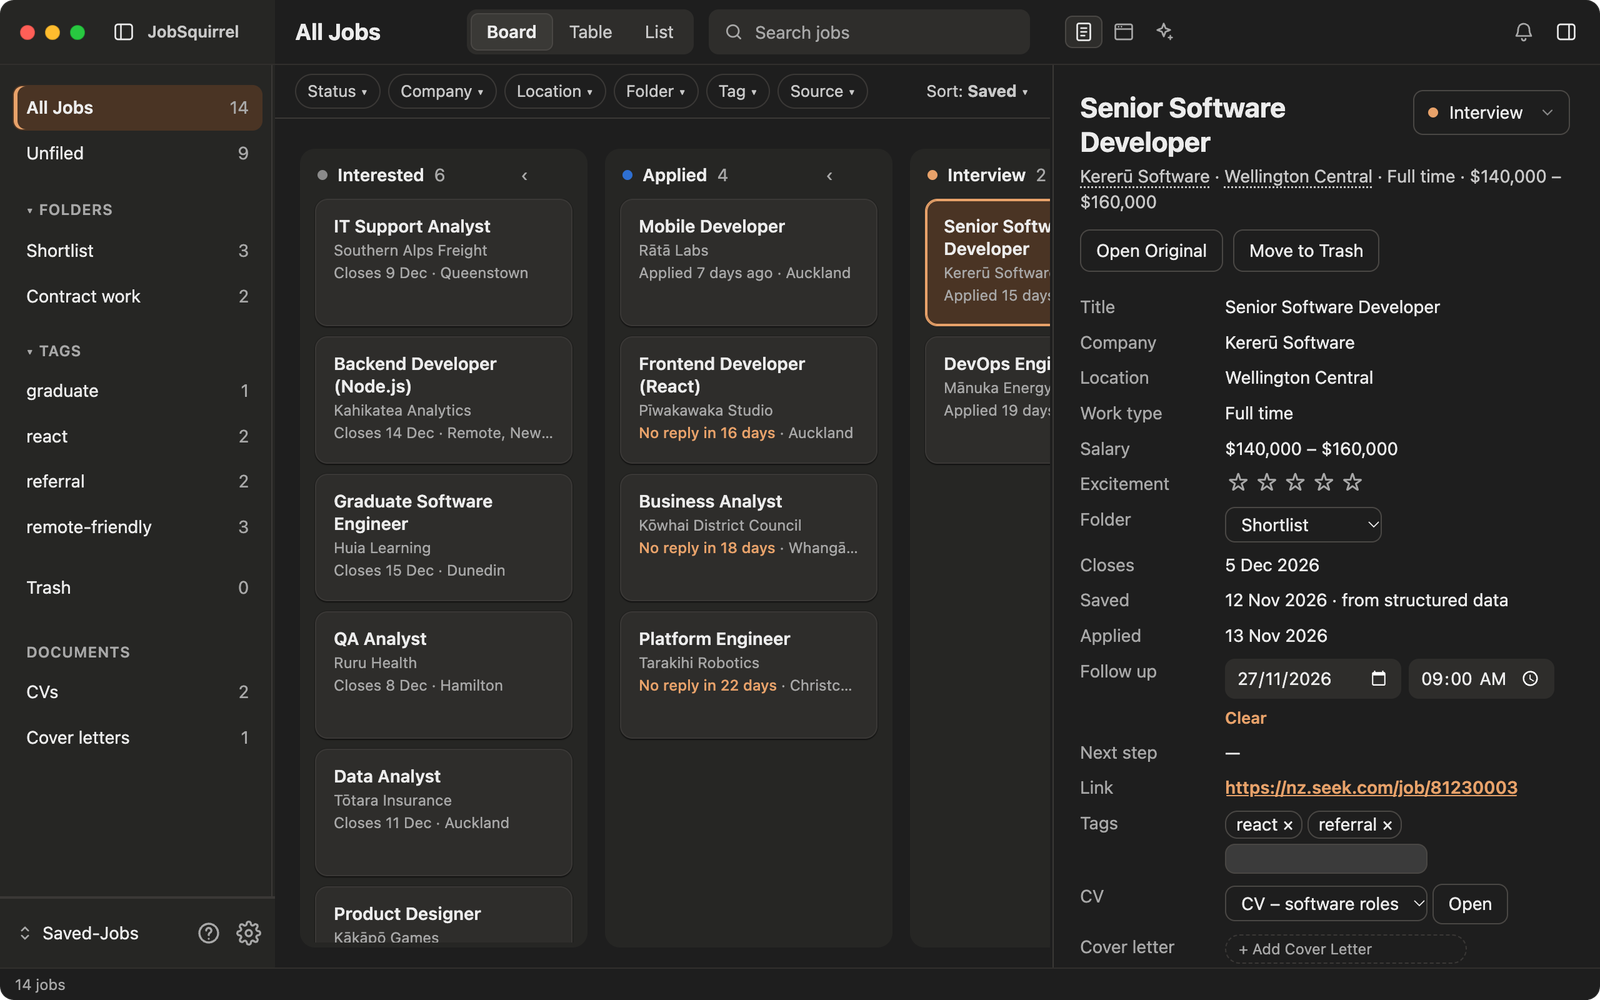 JobSquirrel
All Jobs
Board
Table
List
Search jobs
All Jobs 14
Unfiled 9
FOLDERS
Shortlist 3
Contract work 2
TAGS
graduate 1
react 2
referral 2
remote-friendly 3
Trash 0
DOCUMENTS
CVs 2
Cover letters 1
Saved-Jobs
14 jobs
Status
Company
Location
Folder
Tag
Source
Sort: Saved
Interested 6
IT Support Analyst
Southern Alps Freight
Closes 9 Dec · Queenstown
Backend Developer
(Node.js)
Kahikatea Analytics
Closes 14 Dec · Remote, New...
Graduate Software
Engineer
Huia Learning
Closes 15 Dec · Dunedin
QA Analyst
Ruru Health
Closes 8 Dec · Hamilton
Data Analyst
Tōtara Insurance
Closes 11 Dec · Auckland
Product Designer
Kākāpō Games
Applied 4
Mobile Developer
Rātā Labs
Applied 7 days ago · Auckland
Frontend Developer
(React)
Pīwakawaka Studio
No reply in 16 days · Auckland
Business Analyst
Kōwhai District Council
No reply in 18 days · Whangā...
Platform Engineer
Tarakihi Robotics
No reply in 22 days · Christc...
Interview 2
Senior Softw
Developer
Kererū Software
Applied 15 days
DevOps Engi
Mānuka Energy
Applied 19 days
Senior Software
Developer
Interview
Kererū Software · Wellington Central · Full time · $140,000 –
$160,000
Open Original
Move to Trash
Title Senior Software Developer
Company Kererū Software
Location Wellington Central
Work type Full time
Salary $140,000 – $160,000
Excitement
Folder Shortlist
Closes 5 Dec 2026
Saved 12 Nov 2026 · from structured data
Applied 13 Nov 2026
Follow up 27/11/2026 09:00 AM
Clear
Next step —
Link https://nz.seek.com/job/81230003
Tags react × referral ×
CV CV – software roles Open
Cover letter + Add Cover Letter